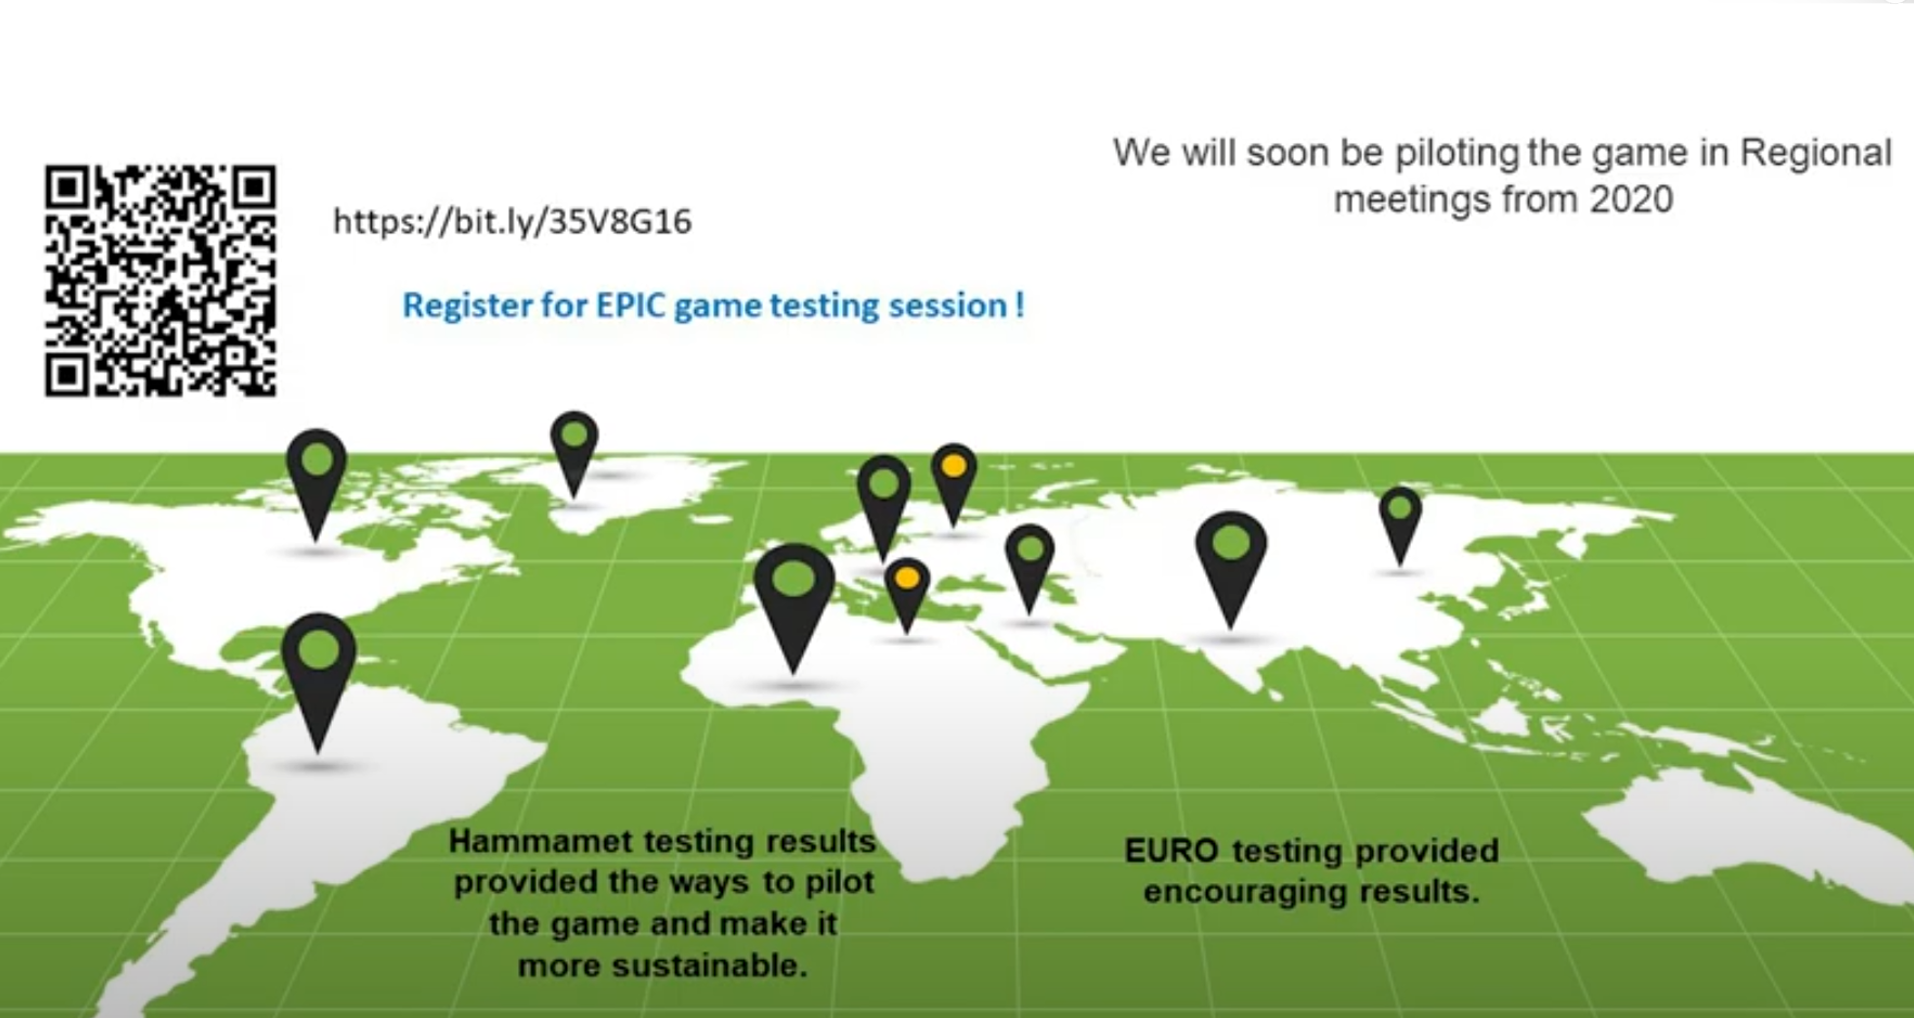 We will soon be piloting the game in Regional
meetings from 2020
https://bit.ly/35V8G16
Register for EPIC game testing session !
Hammamet testing results
provided the ways to pilot
the game and make it
more sustainable.
EURO testing provided
encouraging results.